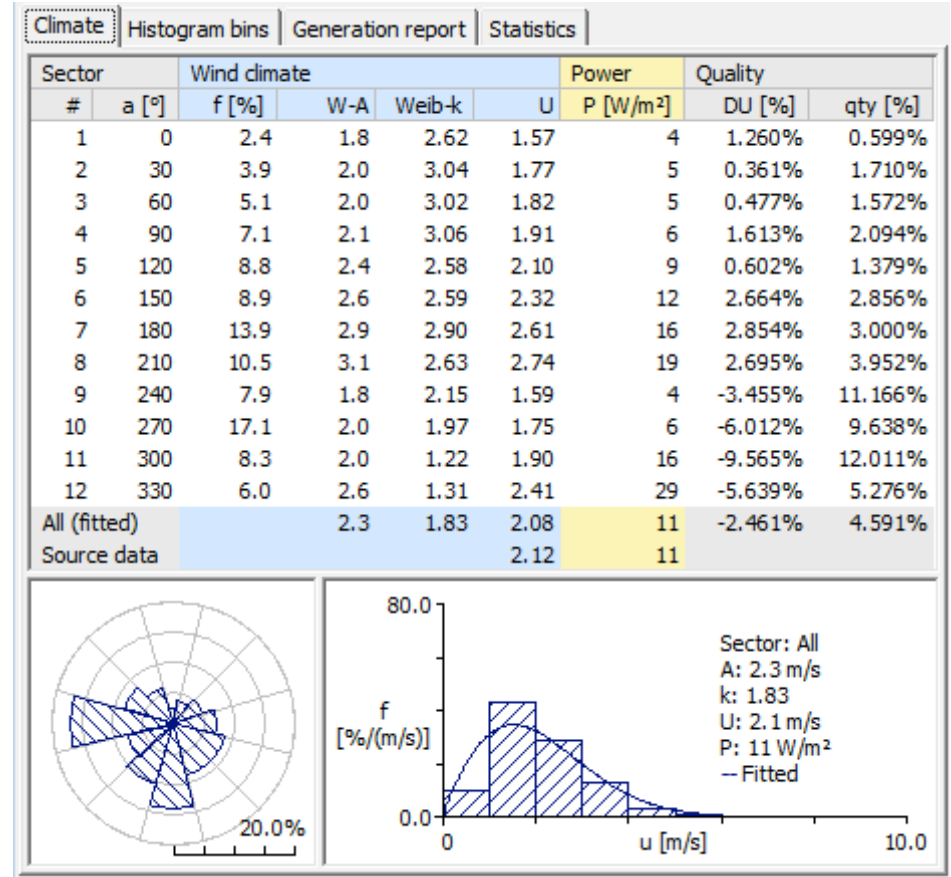 Climate Histogram bins Generation report Statistics
Sector Wind climate Power Quality
# a [°] f [%] W-A Weib-k U P [W/m²] DU [%] qty [%]
1 0 2.4 1.8 2.62 1.57 4 1.260% 0.599%
2 30 3.9 2.0 3.04 1.77 5 0.361% 1.710%
3 60 5.1 2.0 3.02 1.82 5 0.477% 1.572%
4 90 7.1 2.1 3.06 1.91 6 1.613% 2.094%
5 120 8.8 2.4 2.58 2.10 9 0.602% 1.379%
6 150 8.9 2.6 2.59 2.32 12 2.664% 2.856%
7 180 13.9 2.9 2.90 2.61 16 2.854% 3.000%
8 210 10.5 3.1 2.63 2.74 19 2.695% 3.952%
9 240 7.9 1.8 2.15 1.59 4 -3.455% 11.166%
10 270 17.1 2.0 1.97 1.75 6 -6.012% 9.638%
11 300 8.3 2.0 1.22 1.90 16 -9.565% 12.011%
12 330 6.0 2.6 1.31 2.41 29 -5.639% 5.276%
All (fitted) 2.3 1.83 2.08 11 -2.461% 4.591%
Source data 2.12 11
20.0%
80.0
f
[%/(m/s)]
0.0
0 u [m/s] 10.0
Sector: All
A: 2.3 m/s
k: 1.83
U: 2.1 m/s
P: 11 W/m²
-- Fitted